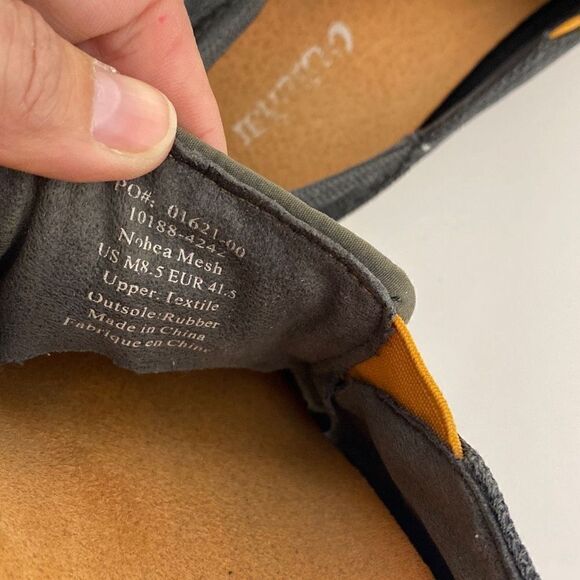 PO#: 01621-00
10188-4242
Nohea Mesh
US M8.5 EUR 41.5
Upper: Textile
Outsole:Rubber
Made in China
Fabrique en Chine